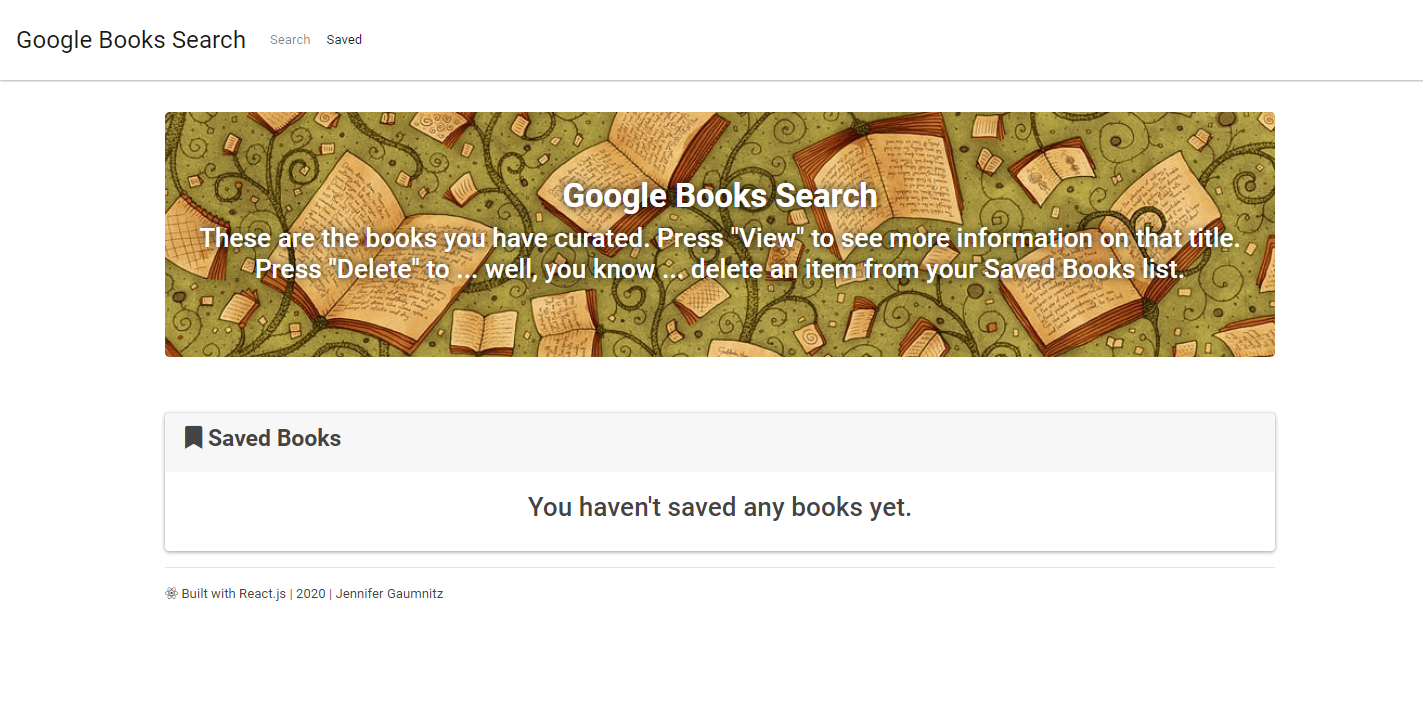 Google Books Search
Search
Saved
Google Books Search
These are the books you have curated. Press "View" to see more information on that title.
Press "Delete" to ... well, you know ... delete an item from your Saved Books list.
Saved Books
You haven't saved any books yet.
Built with React.js | 2020 | Jennifer Gaumnitz